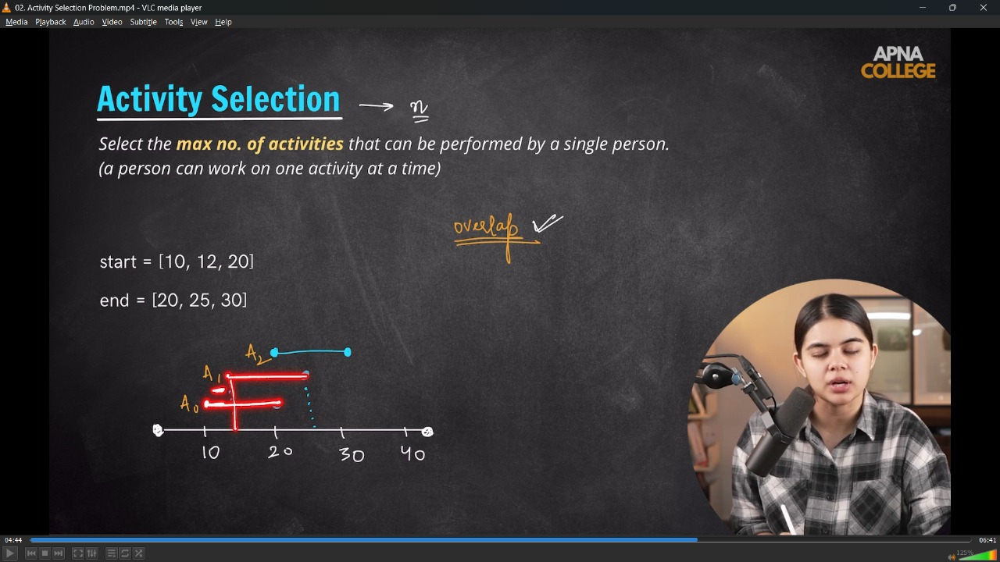 02. Activity Selection Problem.mp4 - VLC media player
Media Playback Audio Video Subtitle Tools View Help
APNA
COLLEGE
Activity Selection → n
Select the max no. of activities that can be performed by a single person.
(a person can work on one activity at a time)
overlap
start = [10, 12, 20]
end = [20, 25, 30]
A2
A1
A0
10 20 30 40
04:44 06:41
125%